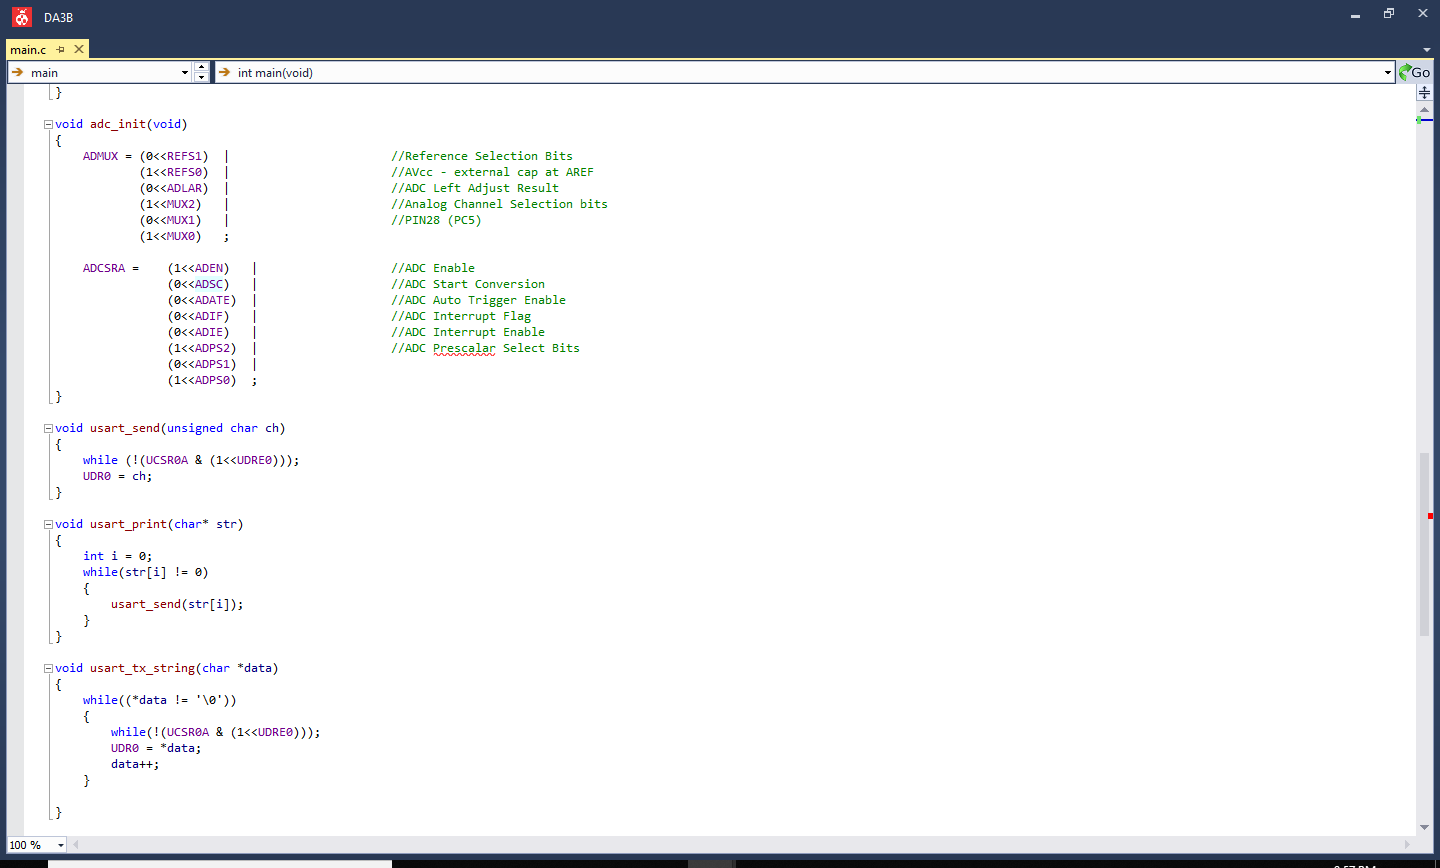 DA3B
main.c
main
int main(void)
Go
}
void adc_init(void)
{
ADMUX = (0<<REFS1) | //Reference Selection Bits
(1<<REFS0) | //AVcc - external cap at AREF
(0<<ADLAR) | //ADC Left Adjust Result
(1<<MUX2) | //Analog Channel Selection bits
(0<<MUX1) | //PIN28 (PC5)
(1<<MUX0) ;
ADCSRA = (1<<ADEN) | //ADC Enable
(0<<ADSC) | //ADC Start Conversion
(0<<ADATE) | //ADC Auto Trigger Enable
(0<<ADIF) | //ADC Interrupt Flag
(0<<ADIE) | //ADC Interrupt Enable
(1<<ADPS2) | //ADC Prescalar Select Bits
(0<<ADPS1) |
(1<<ADPS0) ;
}
void usart_send(unsigned char ch)
{
while (!(UCSR0A & (1<<UDRE0)));
UDR0 = ch;
}
void usart_print(char* str)
{
int i = 0;
while(str[i] != 0)
{
usart_send(str[i]);
}
}
void usart_tx_string(char *data)
{
while((*data != '\0'))
{
while(!(UCSR0A & (1<<UDRE0)));
UDR0 = *data;
data++;
}
}
100 %